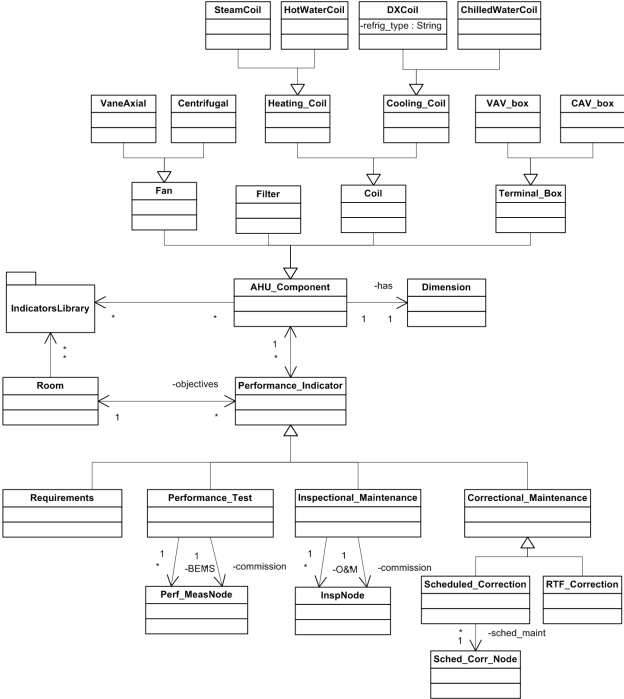 SteamCoil
HotWaterCoil
DXCoil
-refrig_type : String
ChilledWaterCoil
VaneAxial
Centrifugal
Heating_Coil
Cooling_Coil
VAV_box
CAV_box
Fan
Filter
Coil
Terminal_Box
IndicatorsLibrary
AHU_Component
-has
Dimension
*
*
1
1
1
*
*
*
Room
-objectives
Performance_Indicator
1
*
Requirements
Performance_Test
Inspectional_Maintenance
Correctional_Maintenance
1
*
1
-BEMS
*
-commission
1
*
1
-O&M
*
-commission
Perf_MeasNode
InspNode
Scheduled_Correction
RTF_Correction
*
1
-sched_maint
Sched_Corr_Node